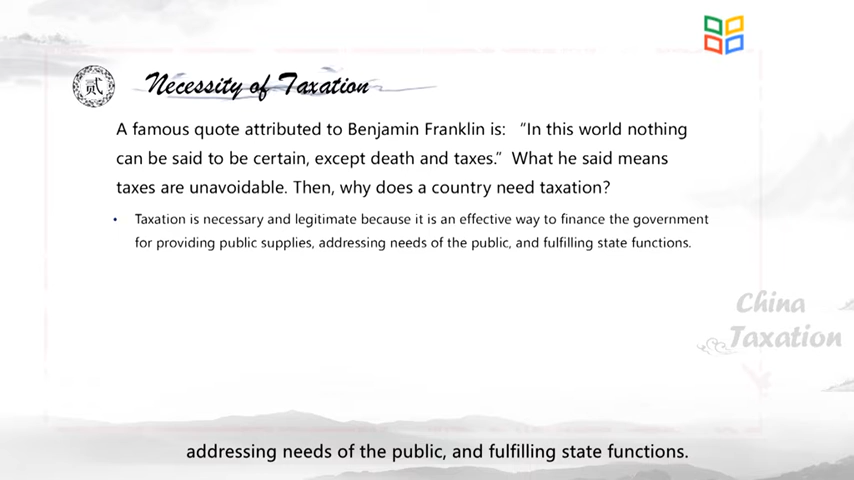 贰
Necessity of Taxation
A famous quote attributed to Benjamin Franklin is: “In this world nothing
can be said to be certain, except death and taxes.” What he said means
taxes are unavoidable. Then, why does a country need taxation?
• Taxation is necessary and legitimate because it is an effective way to finance the government
for providing public supplies, addressing needs of the public, and fulfilling state functions.
China
Taxation
addressing needs of the public, and fulfilling state functions.